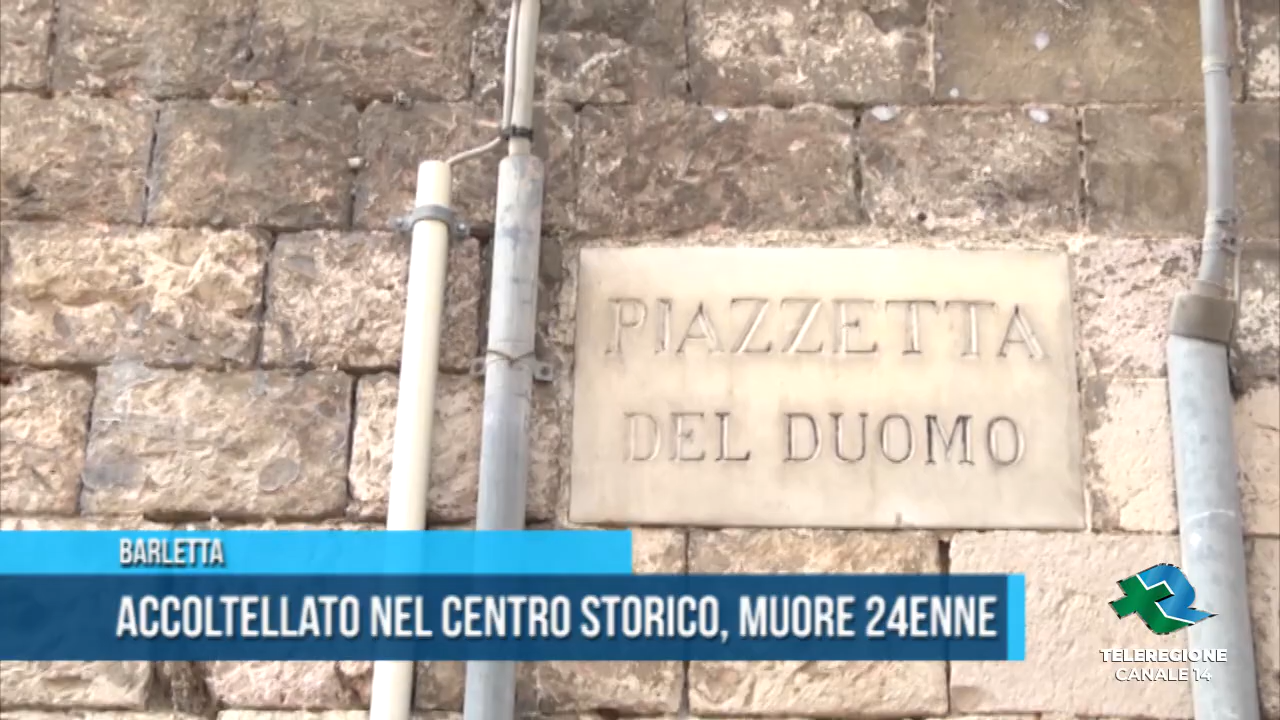 PIAZZETTA
DEL DUOMO
BARLETTA
ACCOLTELLATO NEL CENTRO STORICO, MUORE 24ENNE
TELEREGIONE
CANALE 14